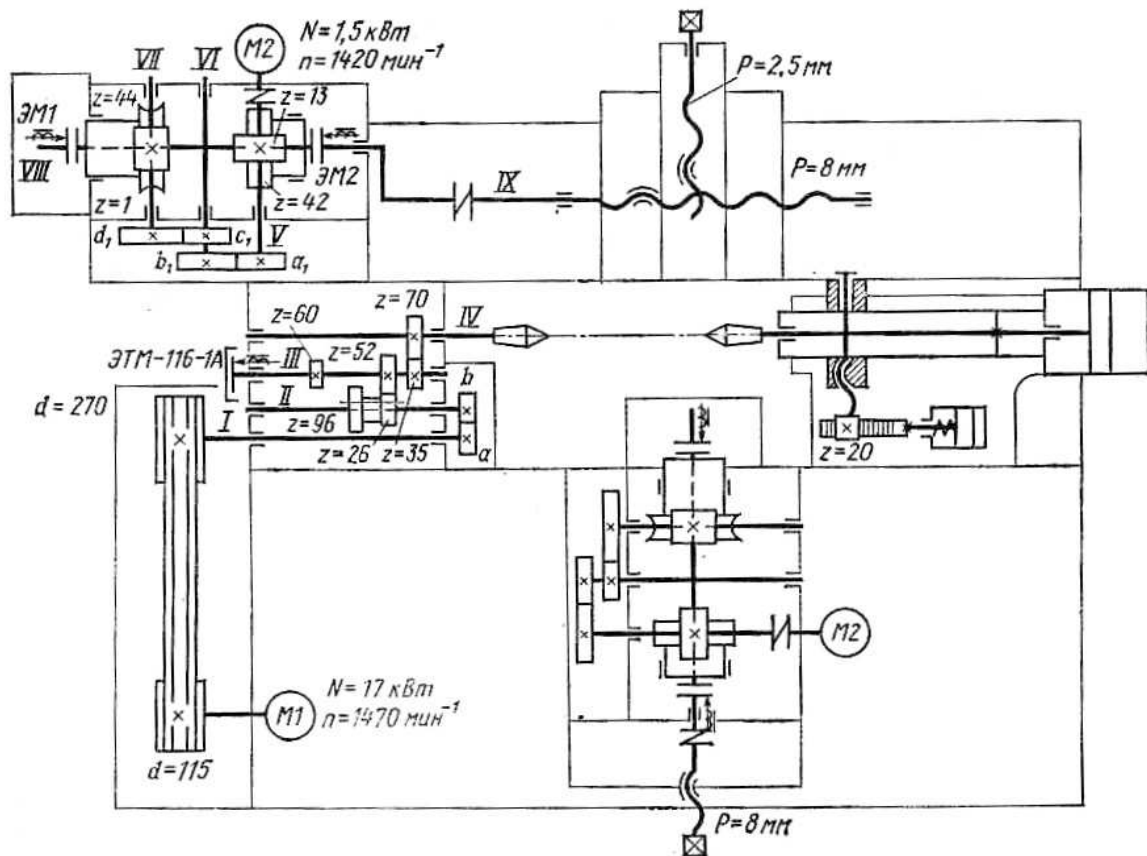 VII
VI
M2
N=1,5 кВт
n=1420 мин⁻¹
z=44
z=13
ЭМ1
VIII
ЭМ2
z=1
z=42
d₁
c₁
V
b₁
a₁
P=2,5 мм
P=8 мм
IX
z=70
z=60
IV
ЭТМ-116-1А
III
z=52
b
d=270
I
II
z=96
z=26
z=35
a
z=20
M2
N=17 кВт
M1
n=1470 мин⁻¹
d=115
P=8 мм